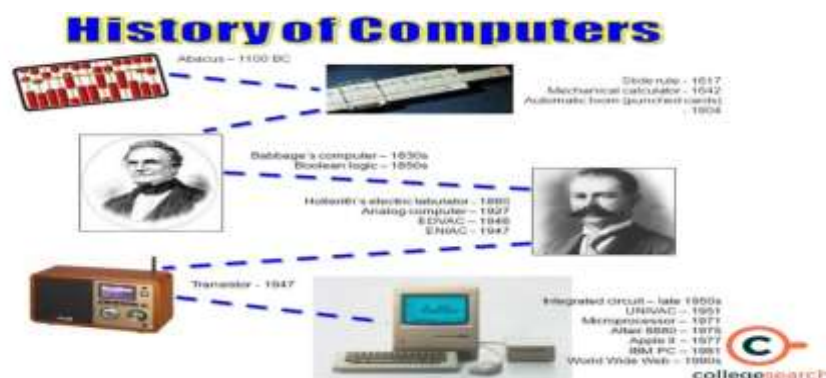 History of Computers
Abacus – 1100 BC
Slide rule - 1617
Mechanical calculator - 1642
Automatic loom (punched cards)
- 1804
Babbage's computer – 1830s
Boolean logic – 1850s
Hollerith's electric tabulator - 1880
Analog computer – 1927
EDVAC – 1946
ENIAC - 1947
Transistor - 1947
Integrated circuit – late 1950s
UNIVAC – 1951
Microprocessor – 1971
Altair 8880 – 1975
Apple II – 1977
IBM PC – 1981
World Wide Web – 1990s
collegesearch